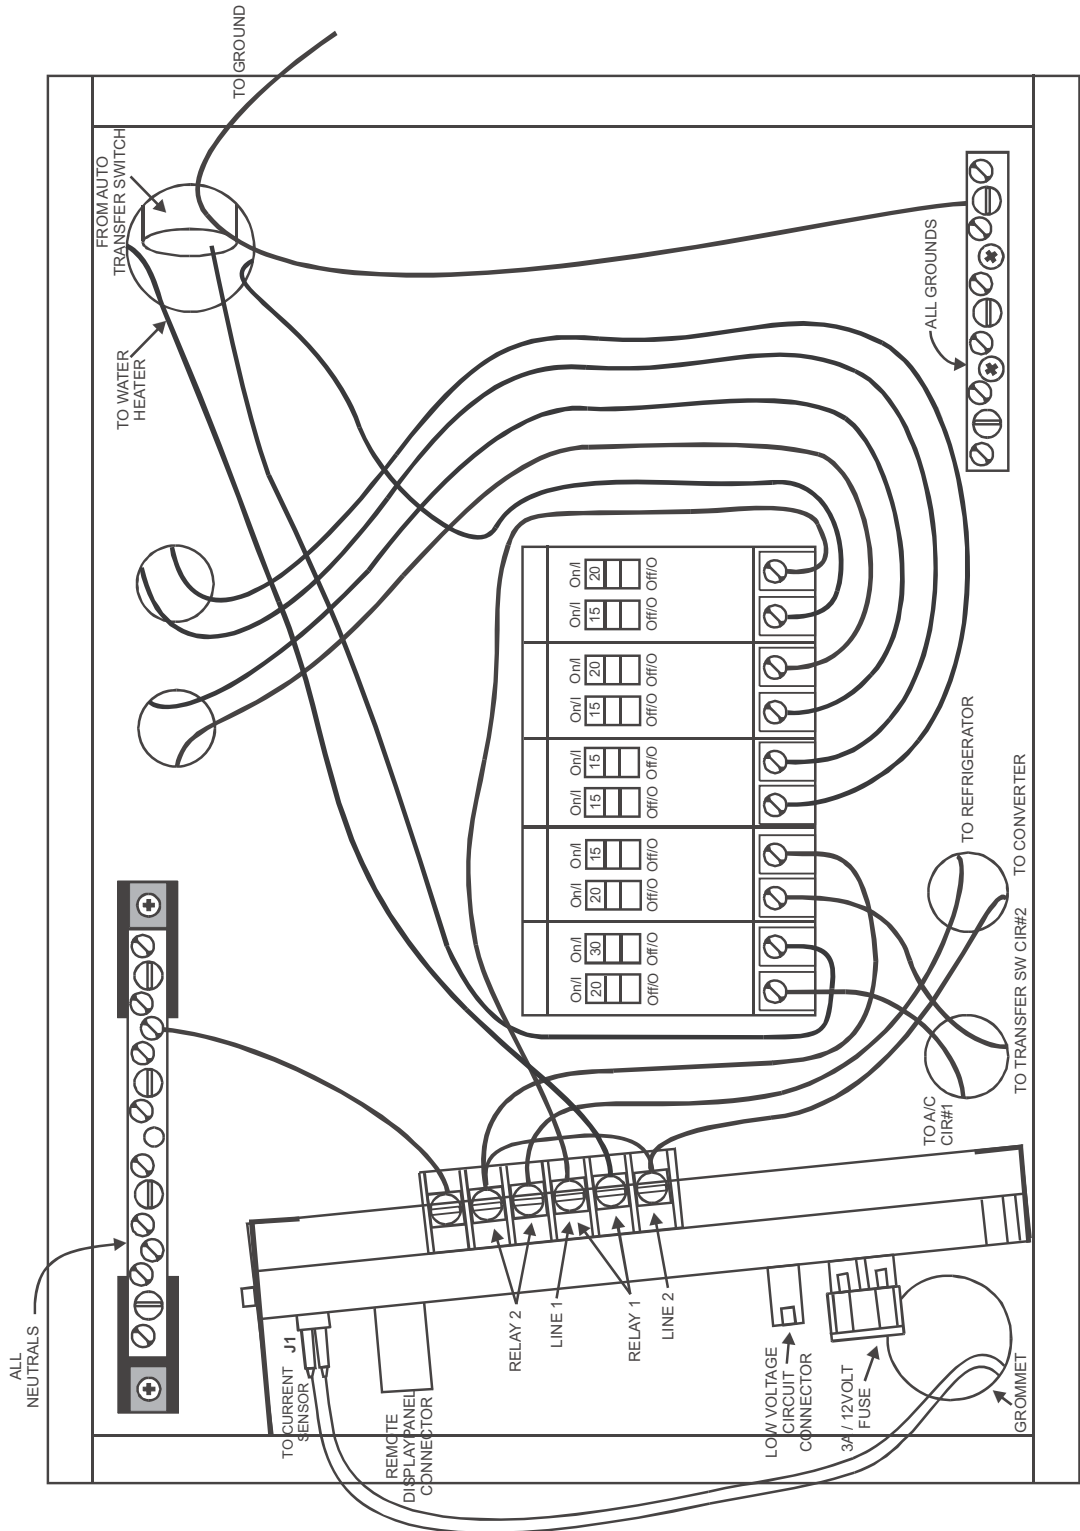 TO GROUND
FROM AUTO
TRANSFER SWITCH
TO WATER
HEATER
ALL GROUNDS
On/I
20
Off/O
On/I
15
Off/O
On/I
20
Off/O
On/I
15
Off/O
On/I
15
Off/O
On/I
15
Off/O
On/I
15
Off/O
On/I
20
Off/O
On/I
30
Off/O
On/I
20
Off/O
TO REFRIGERATOR
TO CONVERTER
TO TRANSFER SW CIR#2
TO A/C
CIR#1
ALL
NEUTRALS
RELAY 2
LINE 1
RELAY 1
LINE 2
J1
TO CURRENT
SENSOR
REMOTE
DISPLAYPANEL
CONNECTOR
LOW VOLTAGE
CIRCUIT
CONNECTOR
3A / 12VOLT
FUSE
GROMMET